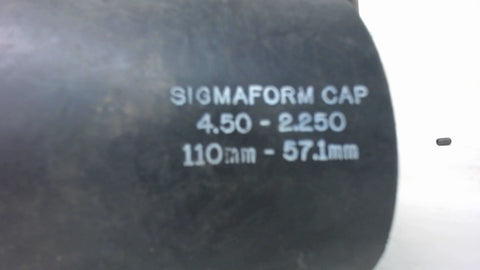 SIGMAFORM CAP
4.50 - 2.250
110mm - 57.1mm